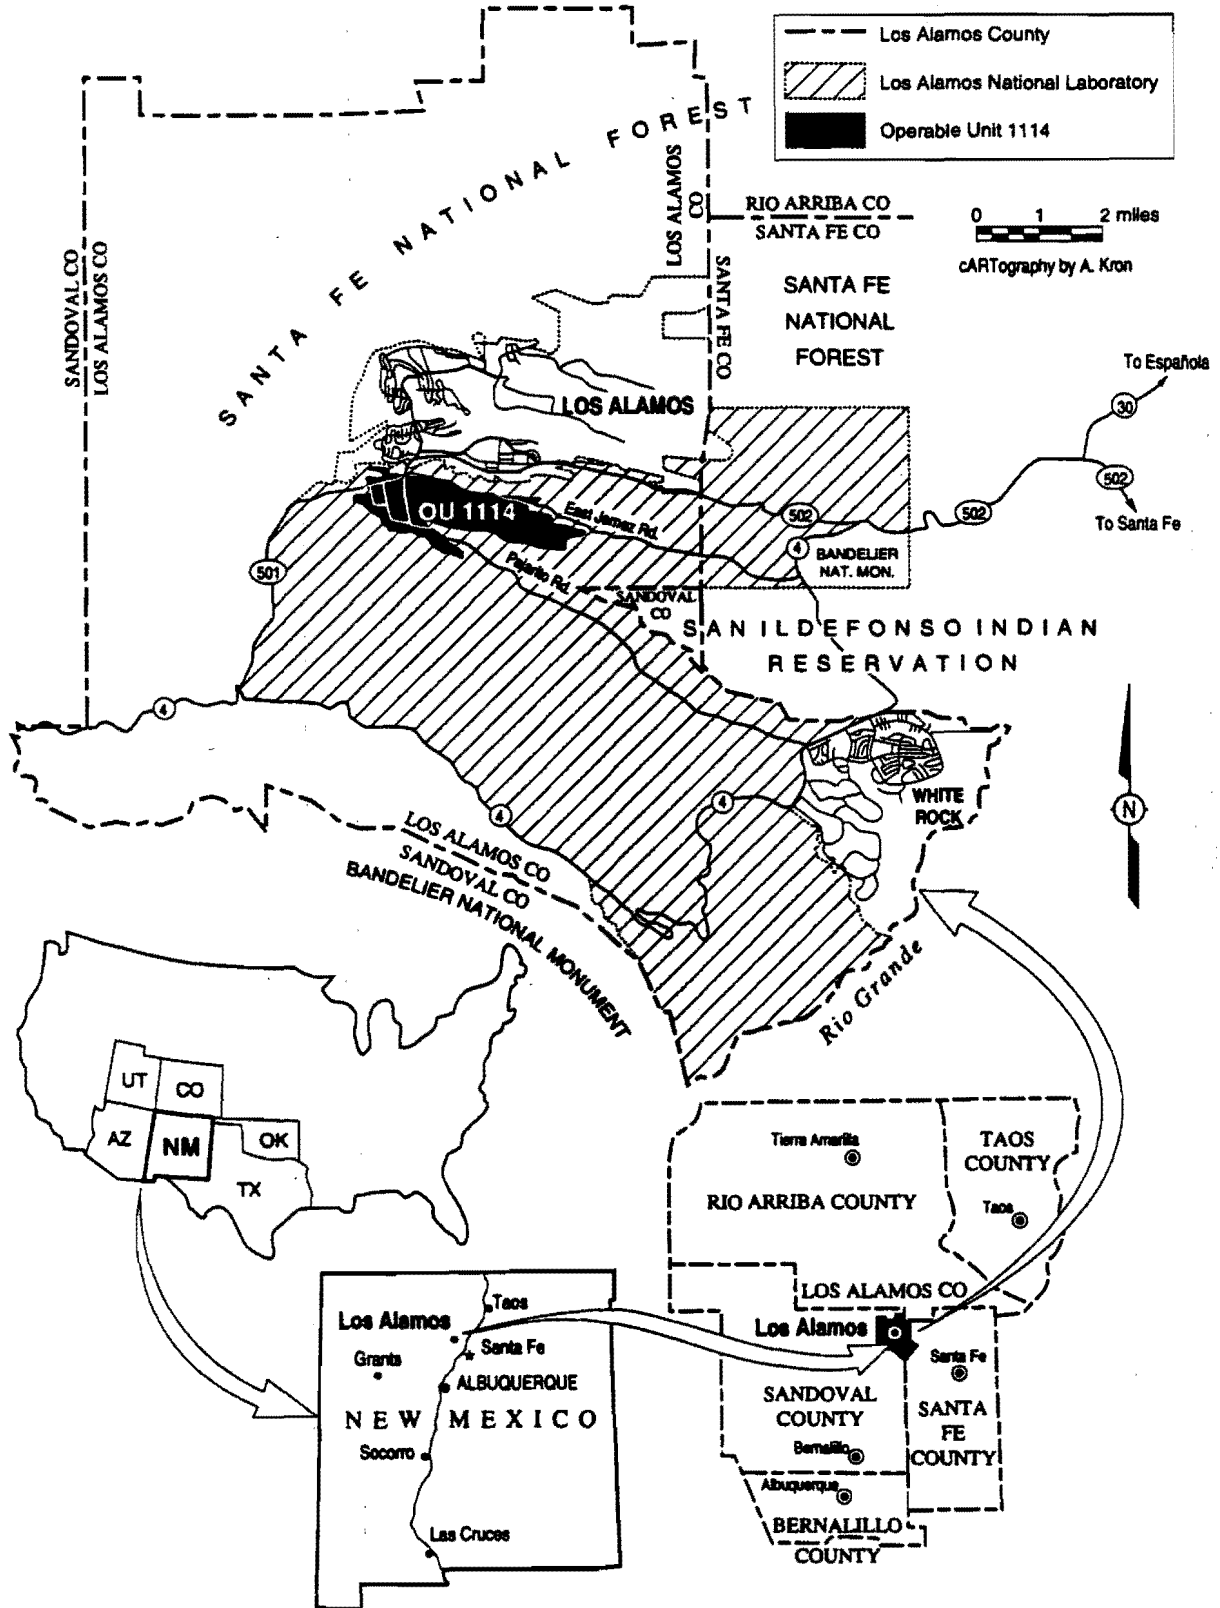 Los Alamos County
Los Alamos National Laboratory
Operable Unit 1114
SANTA FE NATIONAL FOREST
LOS ALAMOS CO
RIO ARRIBA CO
SANTA FE CO
0 1 2 miles
cARTography by A. Kron
SANDOVAL CO
LOS ALAMOS CO
SANTA FE CO
SANTA FE
NATIONAL
FOREST
To Española
30
LOS ALAMOS
502
To Santa Fe
OU 1114
East Jemez Rd.
502
502
4
BANDELIER
NAT. MON.
501
Pajarito Rd.
SANDOVAL
CO
SAN ILDEFONSO INDIAN
RESERVATION
4
WHITE
ROCK
4
4
N
LOS ALAMOS CO
SANDOVAL CO
BANDELIER NATIONAL MONUMENT
Rio Grande
UT
CO
AZ
NM
OK
TX
Tierra Amarilla
TAOS
COUNTY
RIO ARRIBA COUNTY
Taos
LOS ALAMOS CO
Los Alamos
Santa Fe
SANDOVAL
COUNTY
SANTA
FE
COUNTY
Bernalillo
Albuquerque
BERNALILLO
COUNTY
Taos
Los Alamos
Santa Fe
Grants
ALBUQUERQUE
NEW MEXICO
Socorro
Las Cruces